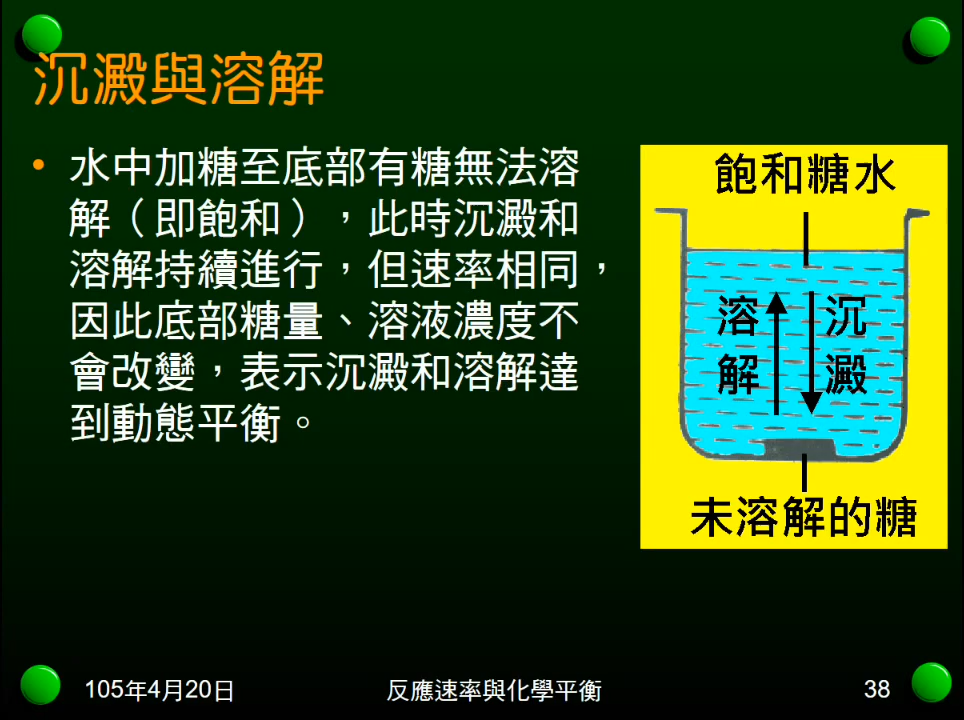 沉澱與溶解
• 水中加糖至底部有糖無法溶
解（即飽和），此時沉澱和
溶解持續進行，但速率相同，
因此底部糖量、溶液濃度不
會改變，表示沉澱和溶解達
到動態平衡。
飽和糖水
溶解
沉澱
未溶解的糖
105年4月20日
反應速率與化學平衡
38